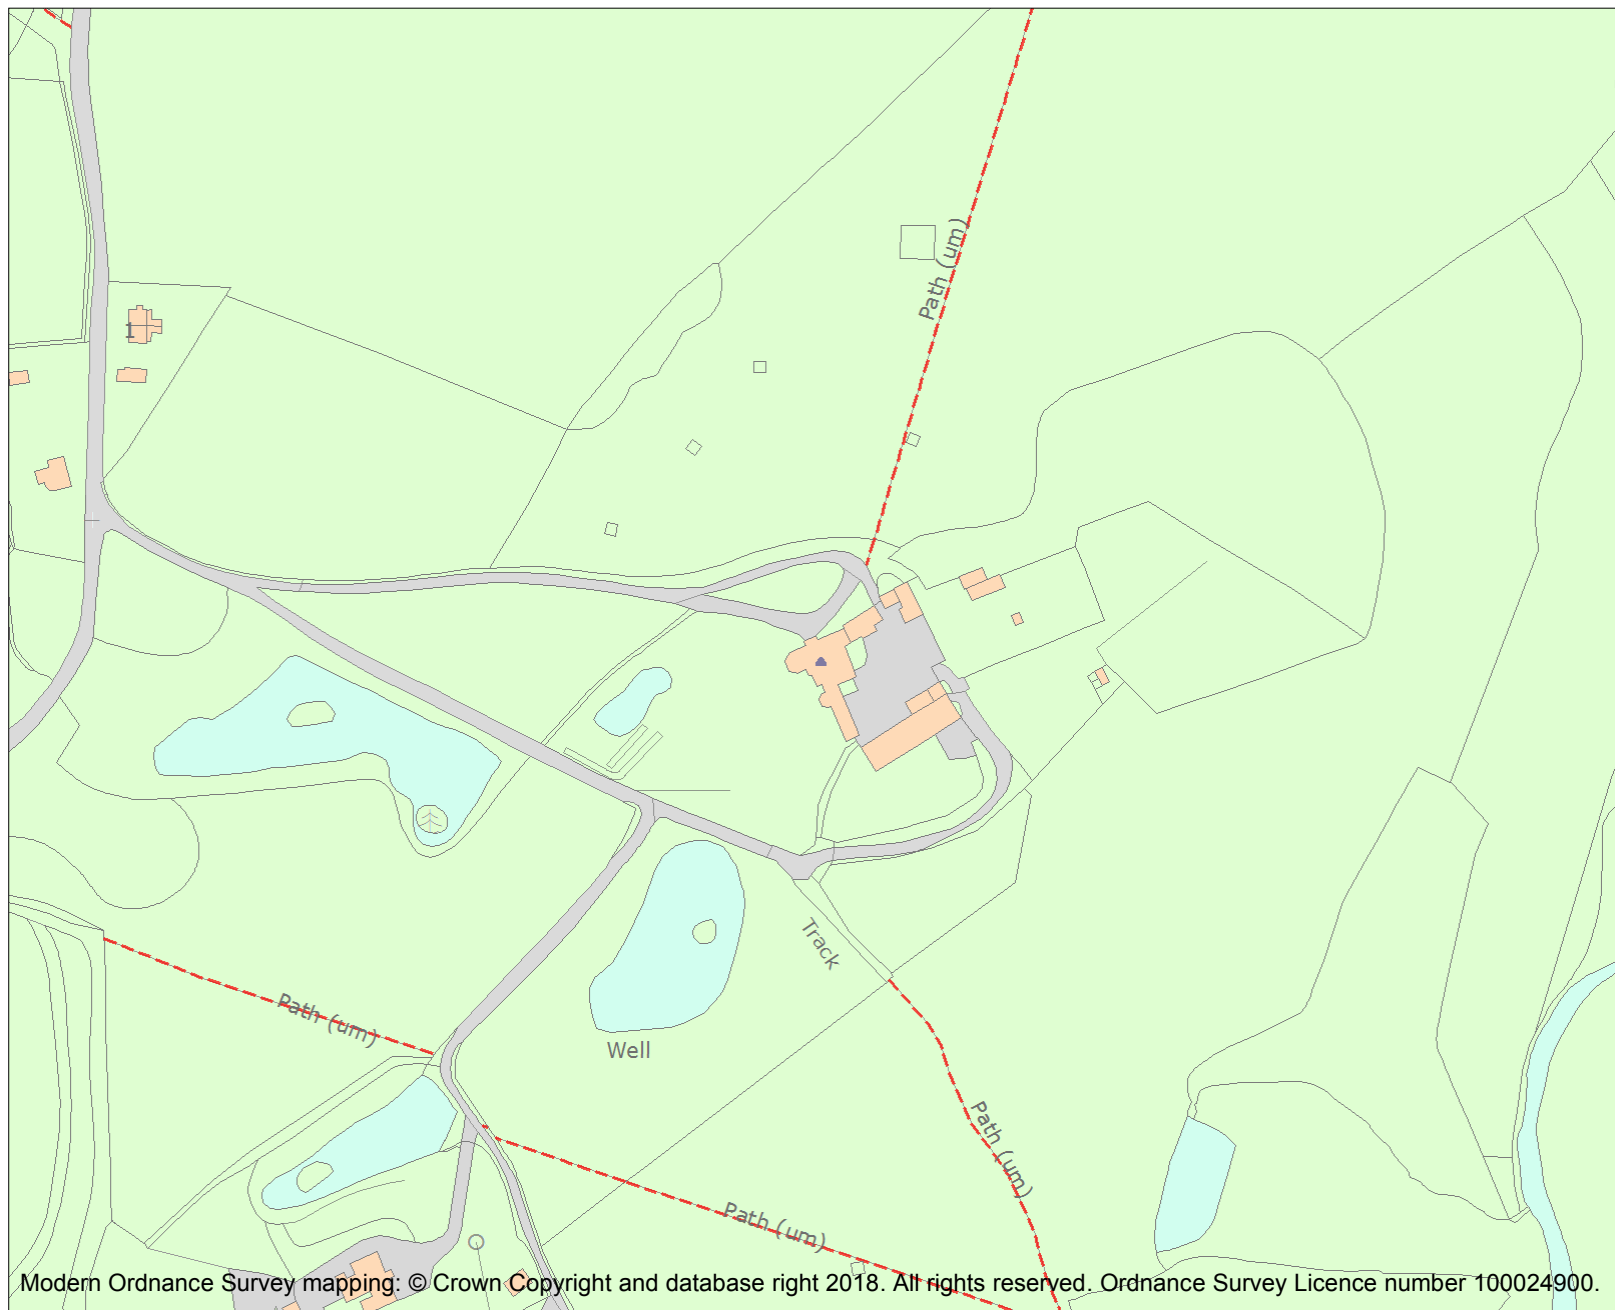 Path (um)
1
Track
Path (um)
Well
Path (um)
Path (um)
Modern Ordnance Survey mapping: © Crown Copyright and database right 2018. All rights reserved. Ordnance Survey Licence number 100024900.